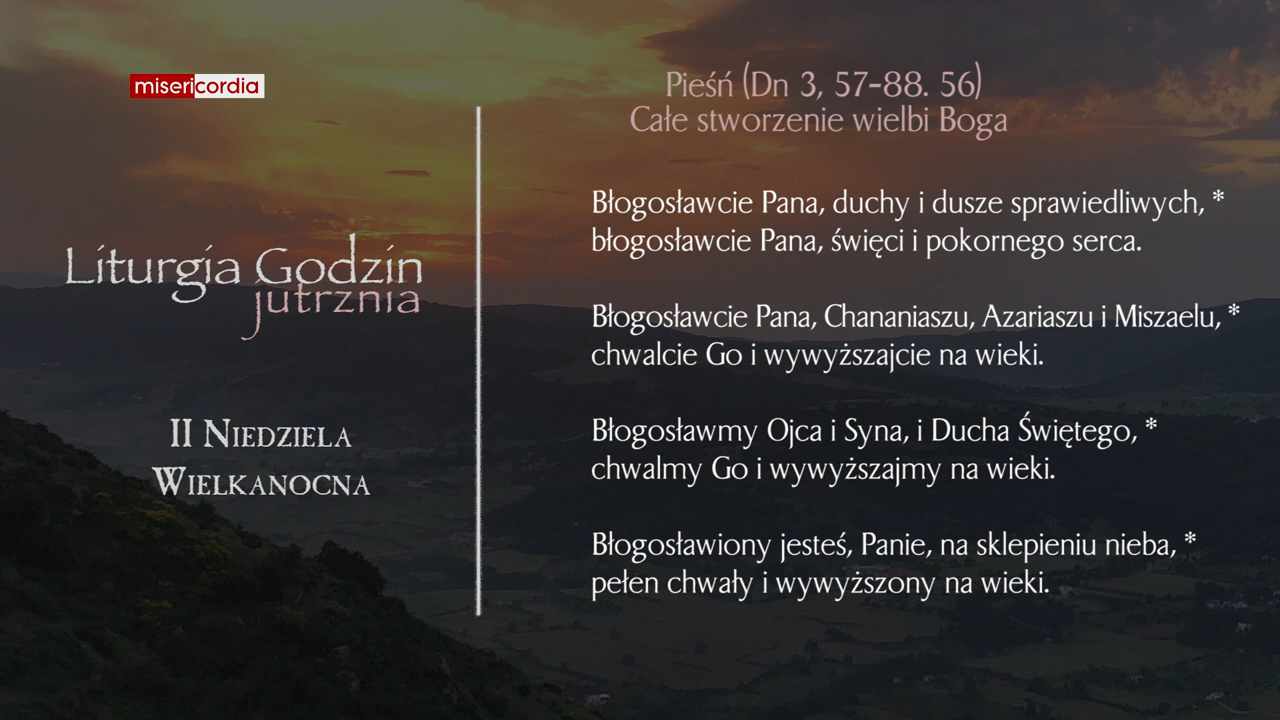 misericordia
Liturgia Godzin
jutrznia
II Niedziela
Wielkanocna
Pieśń (Dn 3, 57-88. 56)
Całe stworzenie wielbi Boga
Błogosławcie Pana, duchy i dusze sprawiedliwych, *
błogosławcie Pana, święci i pokornego serca.
Błogosławcie Pana, Chananiaszu, Azariaszu i Miszaelu, *
chwalcie Go i wywyższajcie na wieki.
Błogosławmy Ojca i Syna, i Ducha Świętego, *
chwalmy Go i wywyższajmy na wieki.
Błogosławiony jesteś, Panie, na sklepieniu nieba, *
pełen chwały i wywyższony na wieki.